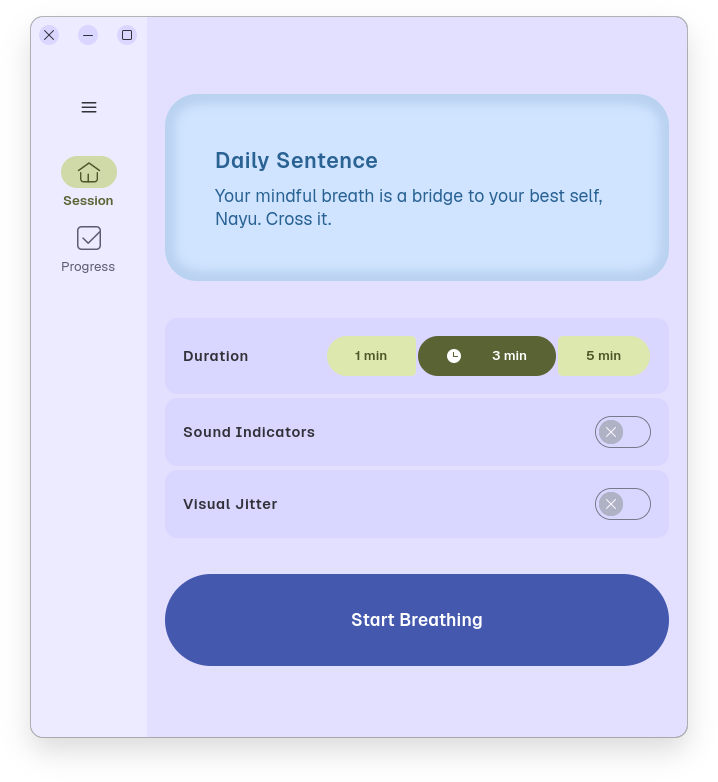 Session
Progress
Daily Sentence
Your mindful breath is a bridge to your best self,
Nayu. Cross it.
Duration
1 min
3 min
5 min
Sound Indicators
Visual Jitter
Start Breathing